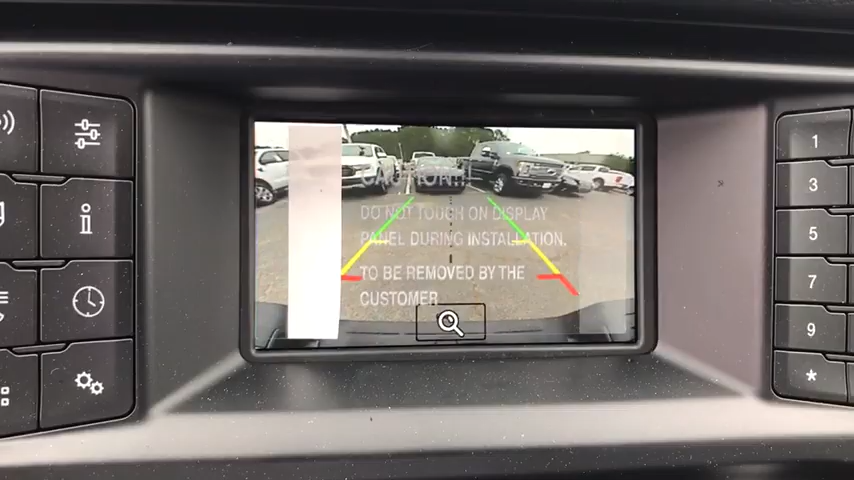 CAUTION!!
DO NOT TOUCH ON DISPLAY
PANEL DURING INSTALLATION.
TO BE REMOVED BY THE
CUSTOMER
1
3
5
7
9
*
i